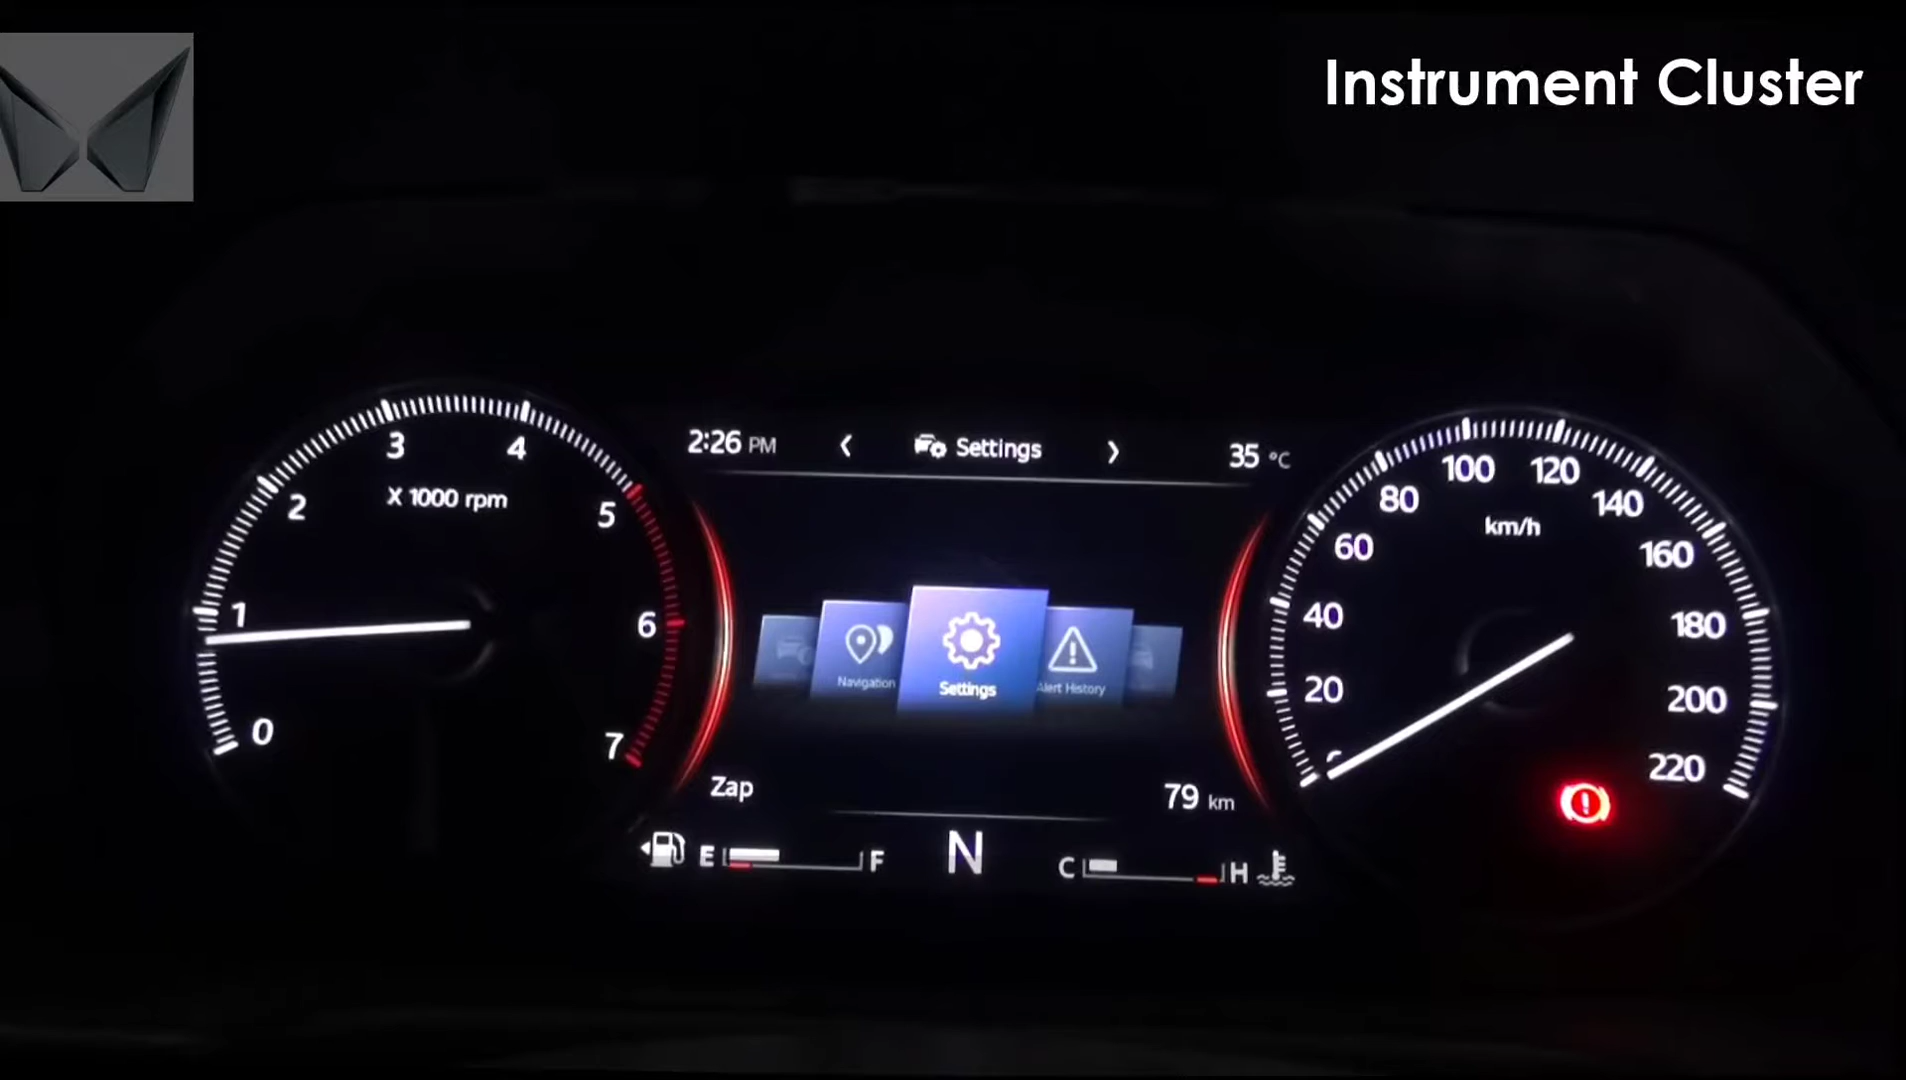 Instrument Cluster
2:26 PM
Settings
35 °C
0
1
2
3
4
5
6
7
X 1000 rpm
Navigation
Settings
Alert History
Zap
79 km
E
F
N
C
H
20
40
60
80
100
120
140
160
180
200
220
km/h